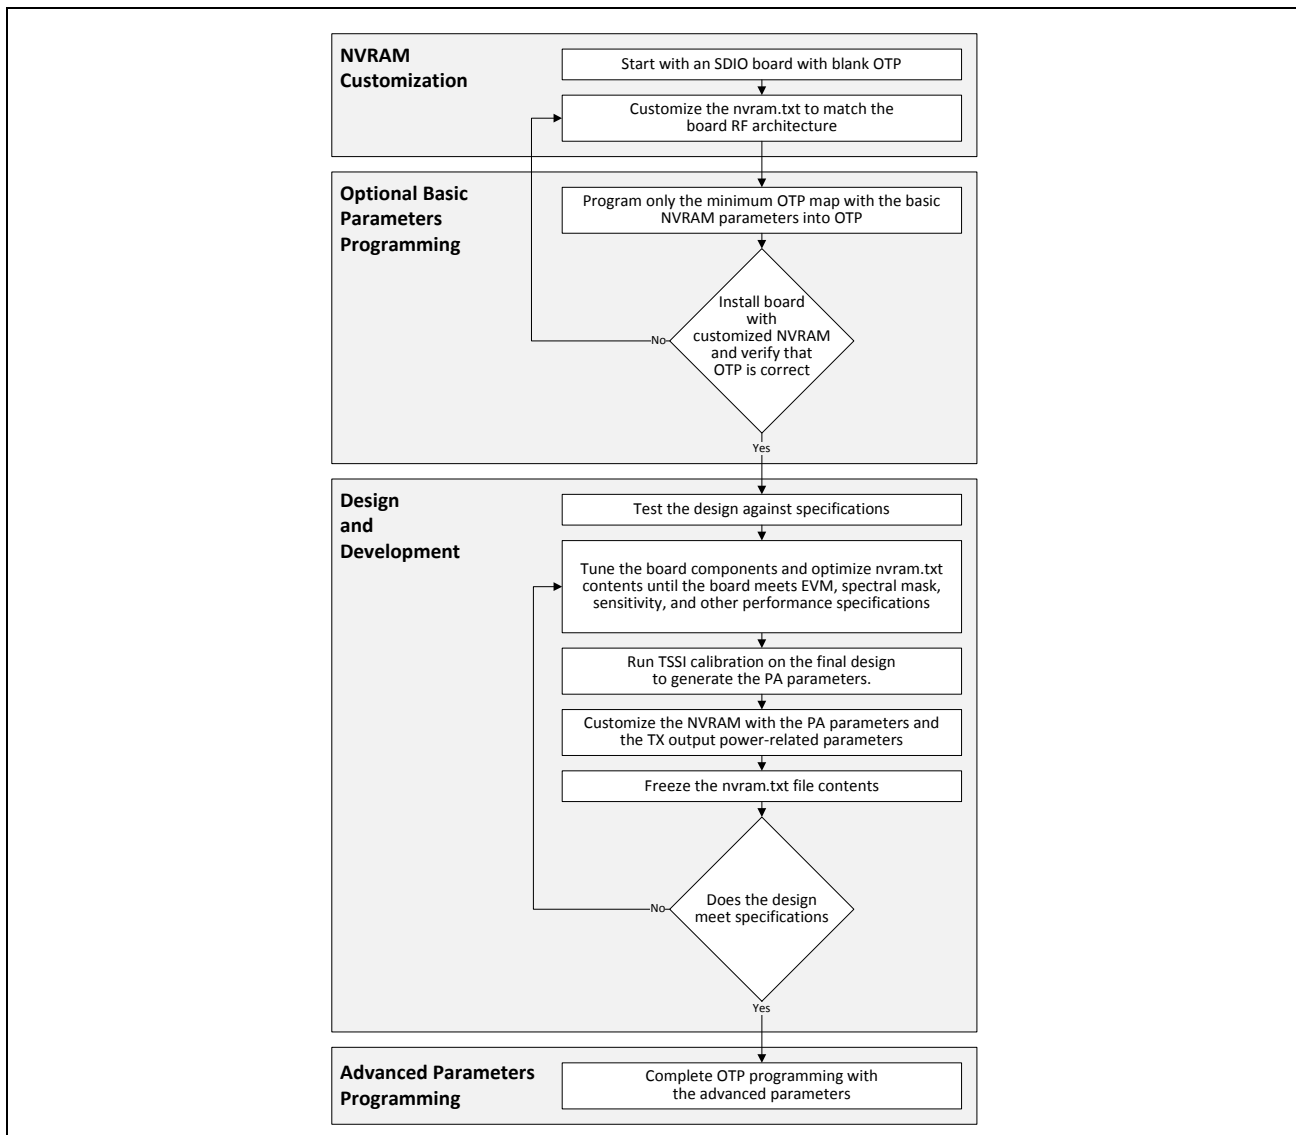 NVRAM
Customization
Start with an SDIO board with blank OTP
Customize the nvram.txt to match the
board RF architecture
Optional Basic
Parameters
Programming
Program only the minimum OTP map with the basic
NVRAM parameters into OTP
Install board
with
customized NVRAM
and verify that
OTP is correct
No
Yes
Design
and
Development
Test the design against specifications
Tune the board components and optimize nvram.txt
contents until the board meets EVM, spectral mask,
sensitivity, and other performance specifications
Run TSSI calibration on the final design
to generate the PA parameters.
Customize the NVRAM with the PA parameters and
the TX output power-related parameters
Freeze the nvram.txt file contents
Does the design
meet specifications
No
Yes
Advanced Parameters
Programming
Complete OTP programming with
the advanced parameters